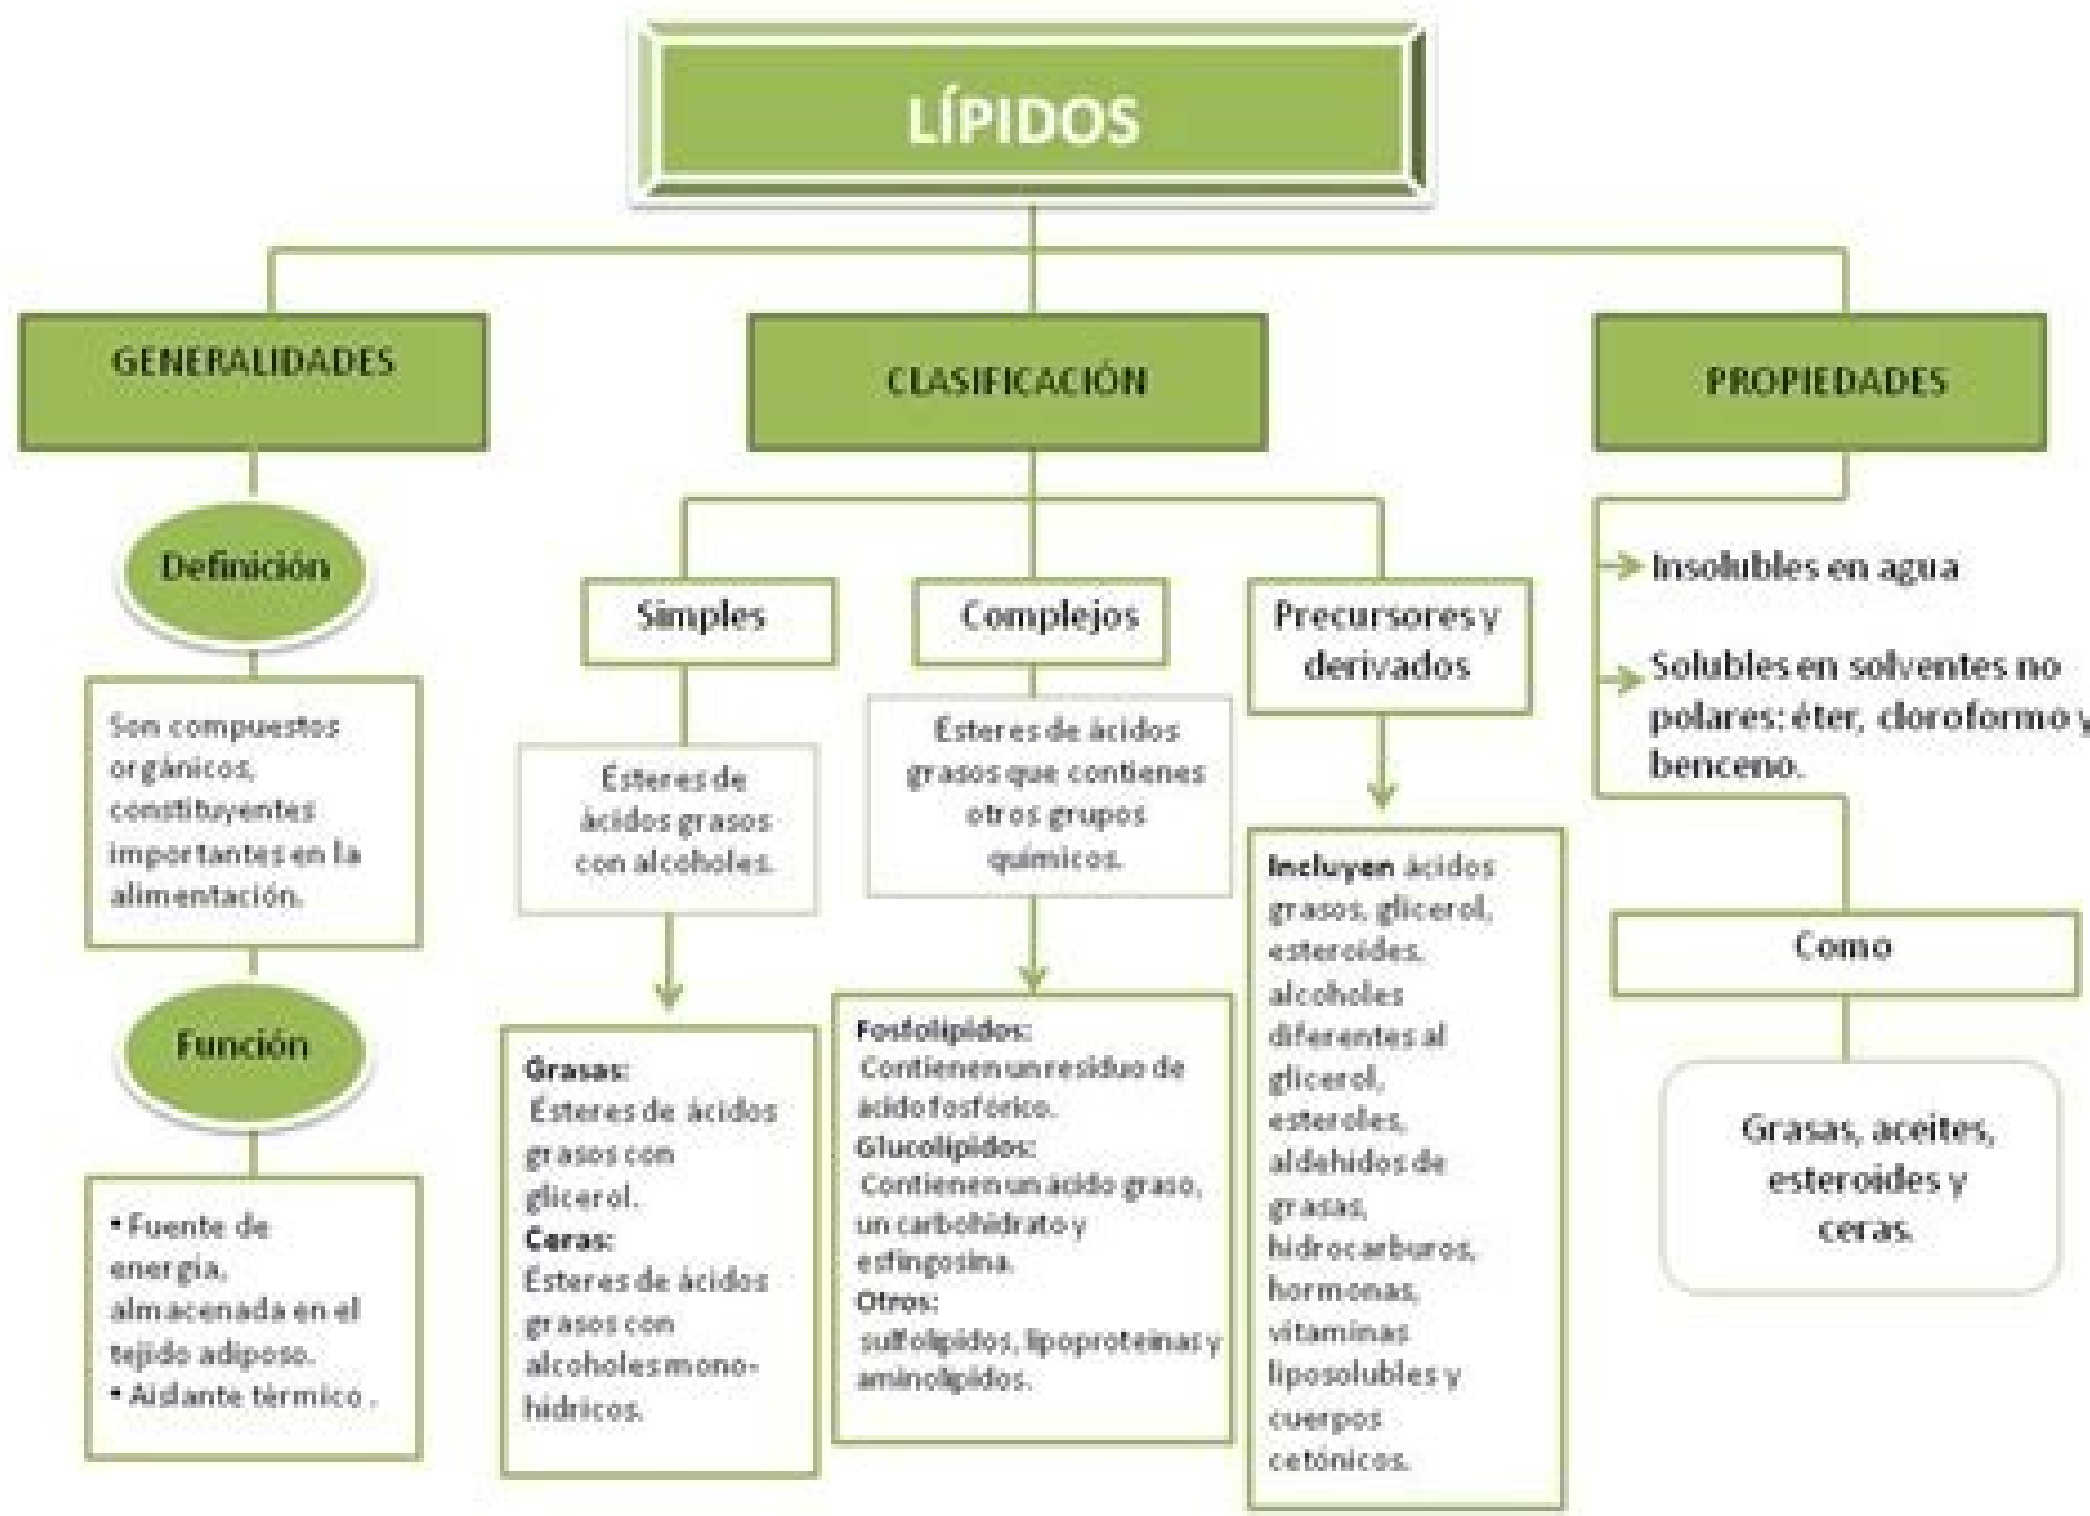 LÍPIDOS
GENERALIDADES
Definición
Son compuestos
orgánicos,
constituyentes
importantes en la
alimentación.
Función
• Fuente de
energía,
almacenada en el
tejido adiposo.
• Aislante térmico .
CLASIFICACIÓN
Simples
Ésteres de
ácidos grasos
con alcoholes.
Grasas:
Ésteres de ácidos
grasos con
glicerol.
Ceras:
Ésteres de ácidos
grasos con
alcoholes mono-
hídricos.
Complejos
Ésteres de ácidos
grasos que contienes
otros grupos
químicos.
Fosfolípidos:
Contienen un residuo de
ácido fosfórico.
Glucolípidos:
Contienen un ácido graso,
un carbohidrato y
esfingosina.
Otros:
sulfolípidos, lipoproteínas y
aminolípidos.
Precursores y
derivados
Incluyen ácidos
grasos, glicerol,
esteroides,
alcoholes
diferentes al
glicerol,
esteroles,
aldehídos de
grasas,
hidrocarburos,
hormonas,
vitaminas
liposolubles y
cuerpos
cetónicos.
PROPIEDADES
Insolubles en agua
Solubles en solventes no
polares: éter, cloroformo y
benceno.
Como
Grasas, aceites,
esteroides y
ceras.